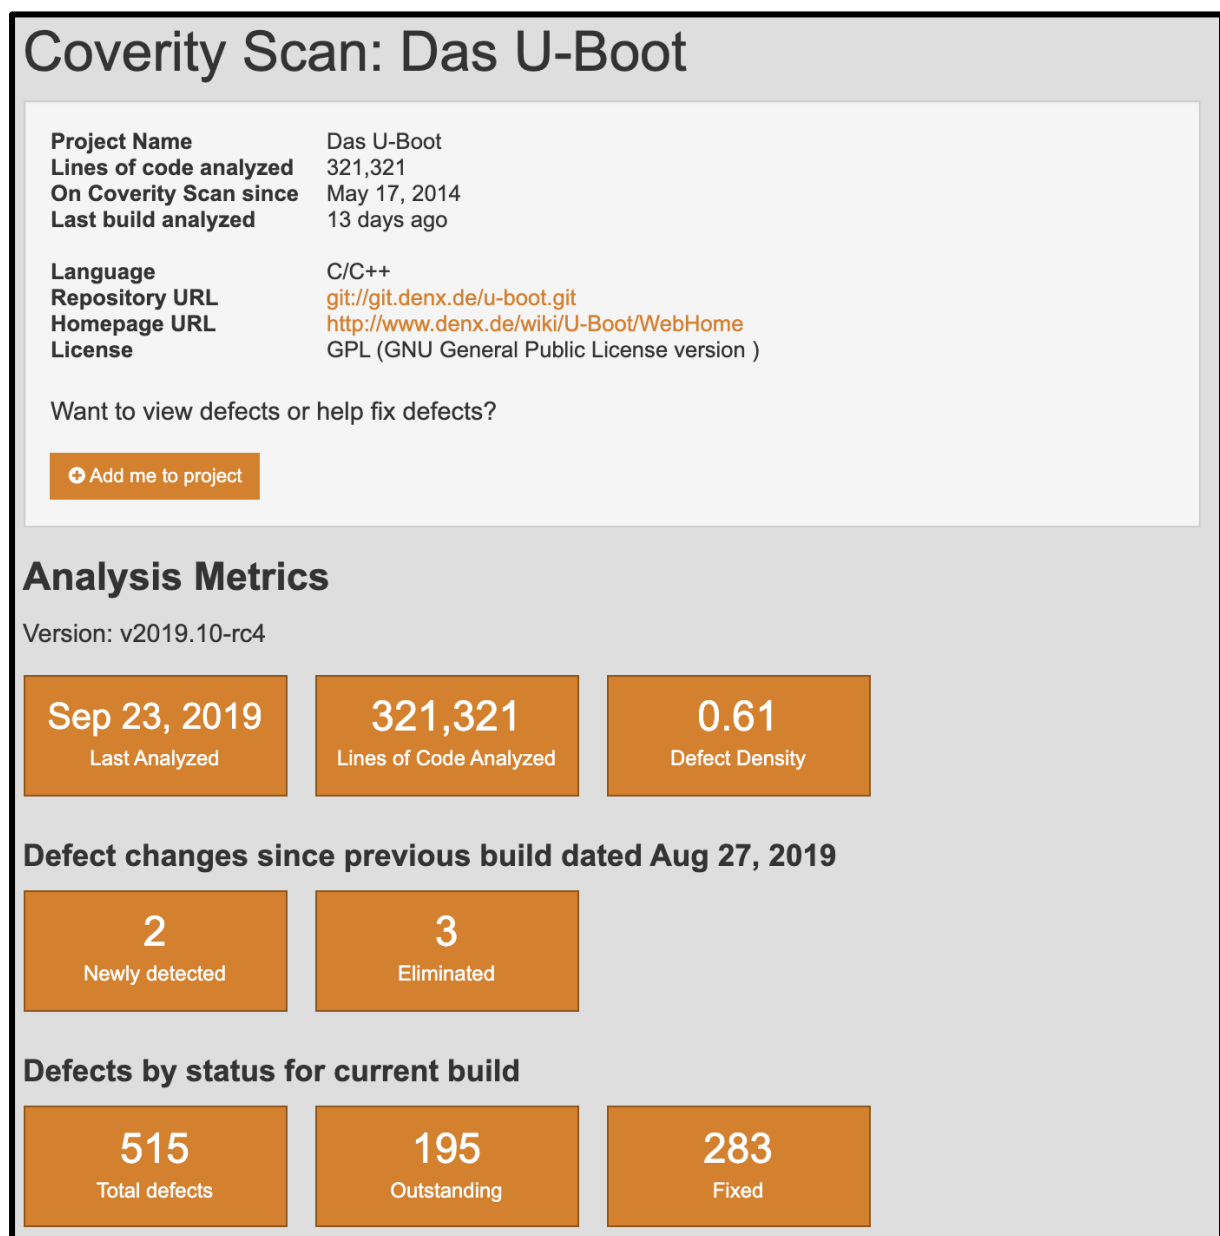 Coverity Scan: Das U-Boot
Project Name Das U-Boot
Lines of code analyzed 321,321
On Coverity Scan since May 17, 2014
Last build analyzed 13 days ago
Language C/C++
Repository URL git://git.denx.de/u-boot.git
Homepage URL http://www.denx.de/wiki/U-Boot/WebHome
License GPL (GNU General Public License version )
Want to view defects or help fix defects?
Add me to project
Analysis Metrics
Version: v2019.10-rc4
Sep 23, 2019 321,321 0.61
Last Analyzed Lines of Code Analyzed Defect Density
Defect changes since previous build dated Aug 27, 2019
2 3
Newly detected Eliminated
Defects by status for current build
515 195 283
Total defects Outstanding Fixed